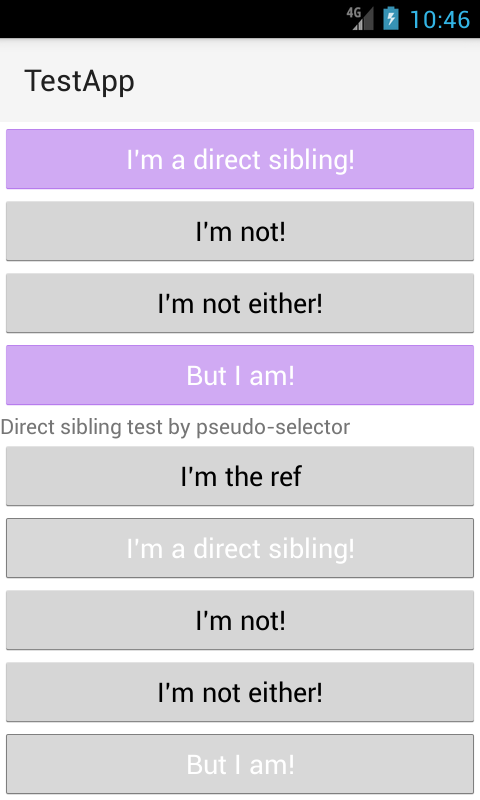 4G 10:46
TestApp
I'm a direct sibling!
I'm not!
I'm not either!
But I am!
Direct sibling test by pseudo-selector
I'm the ref
I'm a direct sibling!
I'm not!
I'm not either!
But I am!